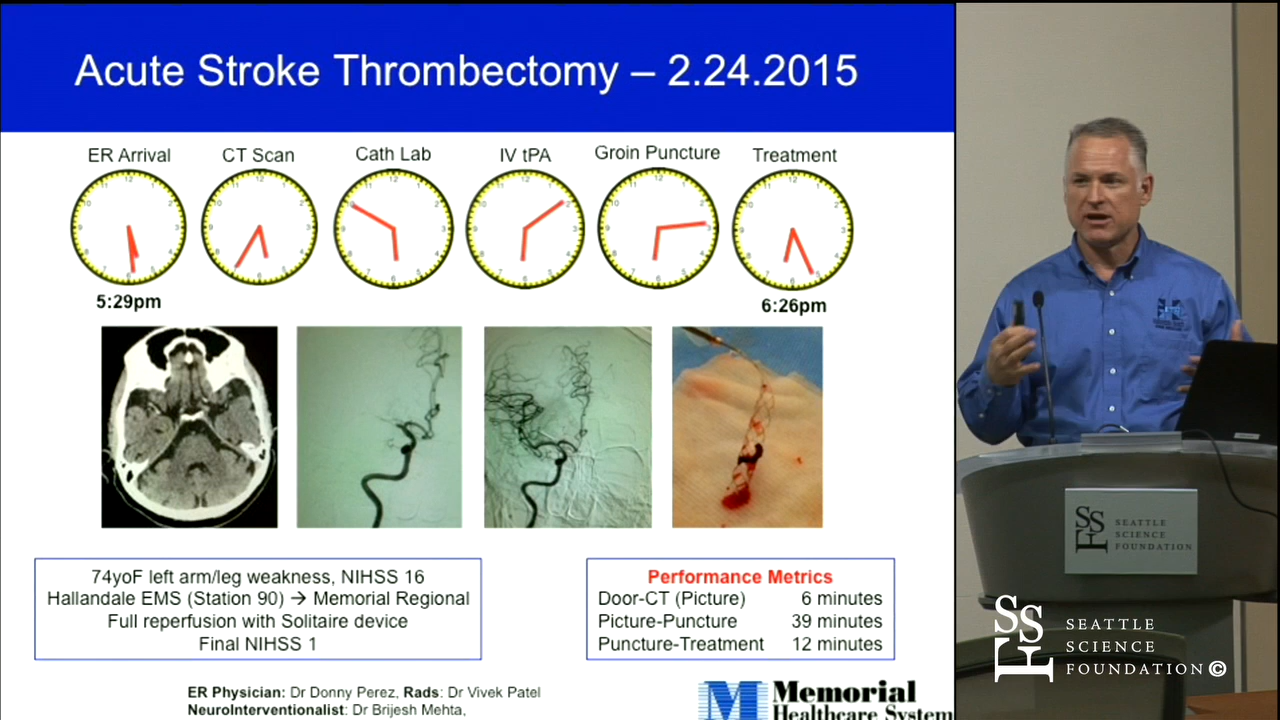 Acute Stroke Thrombectomy – 2.24.2015
ER Arrival
CT Scan
Cath Lab
IV tPA
Groin Puncture
Treatment
5:29pm
6:26pm
74yoF left arm/leg weakness, NIHSS 16
Hallandale EMS (Station 90) → Memorial Regional
Full reperfusion with Solitaire device
Final NIHSS 1
Performance Metrics
Door-CT (Picture) 6 minutes
Picture-Puncture 39 minutes
Puncture-Treatment 12 minutes
ER Physician: Dr Donny Perez, Rads: Dr Vivek Patel
NeuroInterventionalist: Dr Brijesh Mehta,
Memorial
Healthcare System
SSF
SEATTLE
SCIENCE
FOUNDATION
SSF
SEATTLE
SCIENCE
FOUNDATION©